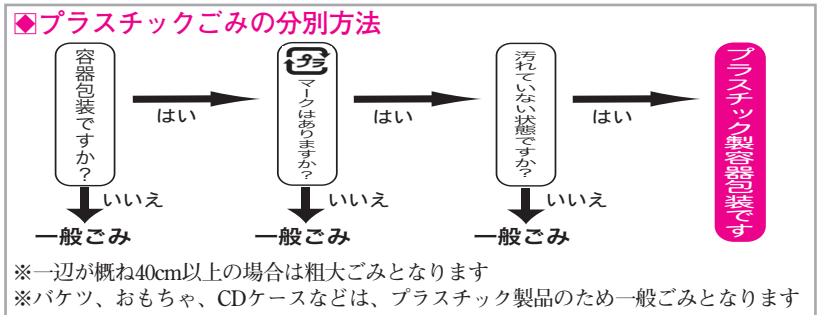 ◆プラスチックごみの分別方法
容器包装ですか?
はい
プラ
マークはありますか?
はい
汚れていない状態ですか?
はい
プラスチック製容器包装です
いいえ
いいえ
いいえ
一般ごみ
一般ごみ
一般ごみ
※一辺が概ね40cm以上の場合は粗大ごみとなります
※バケツ、おもちゃ、CDケースなどは、プラスチック製品のため一般ごみとなります